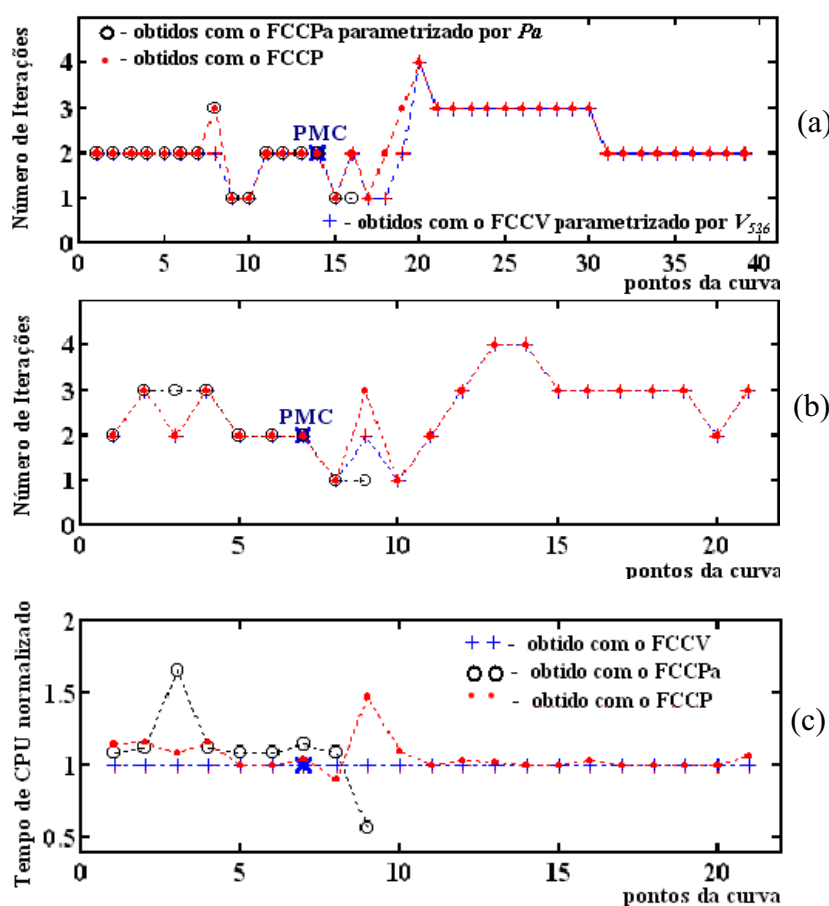 - obtidos com o FCCPa parametrizado por Pa
- obtidos com o FCCP
PMC
- obtidos com o FCCV parametrizado por V536
Número de Iterações
4
3
2
1
0
0 5 10 15 20 25 30 35 40
pontos da curva
(a)
Número de Iterações
4
3
2
1
0
PMC
0 5 10 15 20
pontos da curva
(b)
Tempo de CPU normalizado
2
1.5
1
0.5
- obtido com o FCCV
- obtido com o FCCPa
- obtido com o FCCP
0 5 10 15 20
pontos da curva
(c)